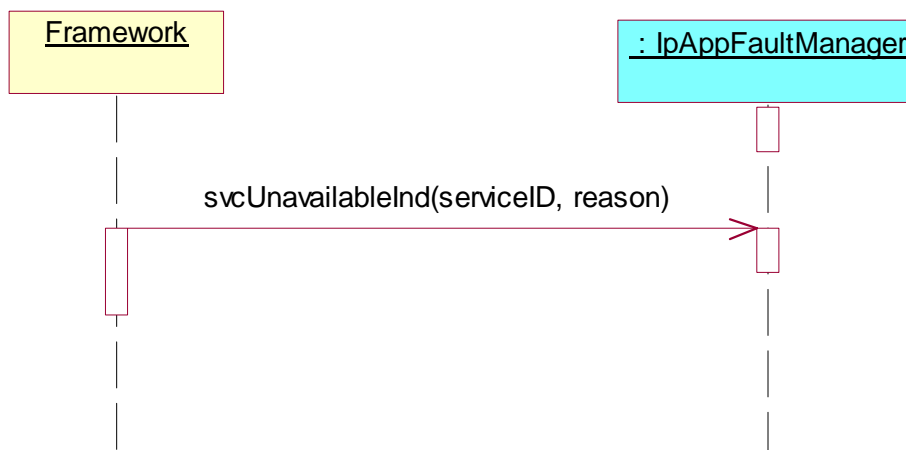 Framework
: IpAppFaultManager
svcUnavailableInd(serviceID, reason)